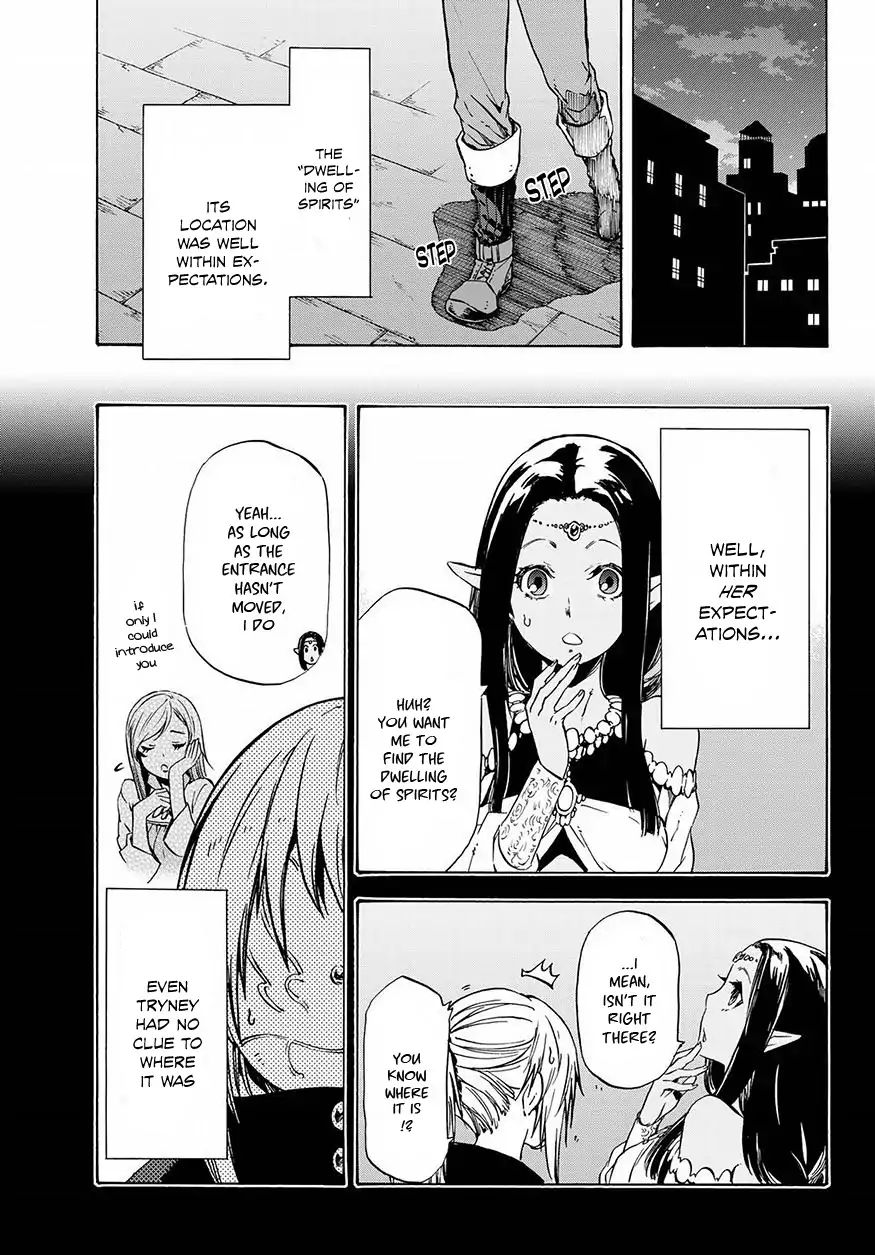 THE
"DWELL-
ING OF
SPIRITS"
ITS
LOCATION
WAS WELL
WITHIN EX-
PECTATIONS.
STEP
STEP
WELL,
WITHIN
HER
EXPECT-
ATIONS...
HUH?
YOU WANT
ME TO
FIND THE
DWELLING
OF SPIRITS?
...I
MEAN,
ISN'T IT
RIGHT
THERE?
YOU
KNOW
WHERE
IT IS
!?
YEAH...
AS LONG
AS THE
ENTRANCE
HASN'T
MOVED,
I DO
if
only I
could
introduce
you
EVEN
TRYNEY
HAD NO
CLUE TO
WHERE
IT WAS